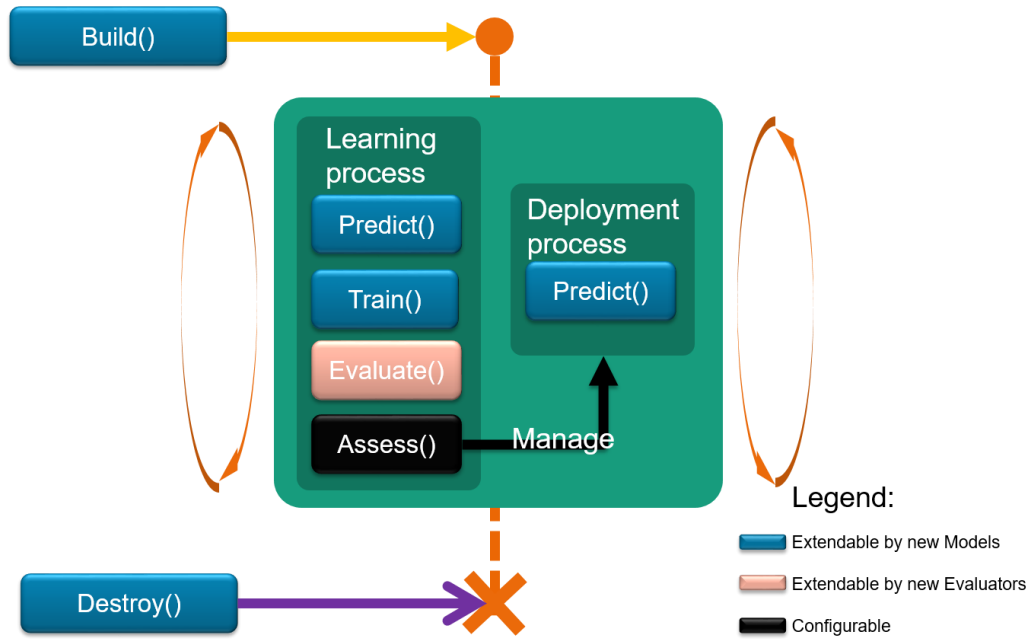 Build()
Learning
process
Predict()
Train()
Evaluate()
Assess()
Deployment
process
Predict()
Manage
Destroy()
Legend:
Extendable by new Models
Extendable by new Evaluators
Configurable